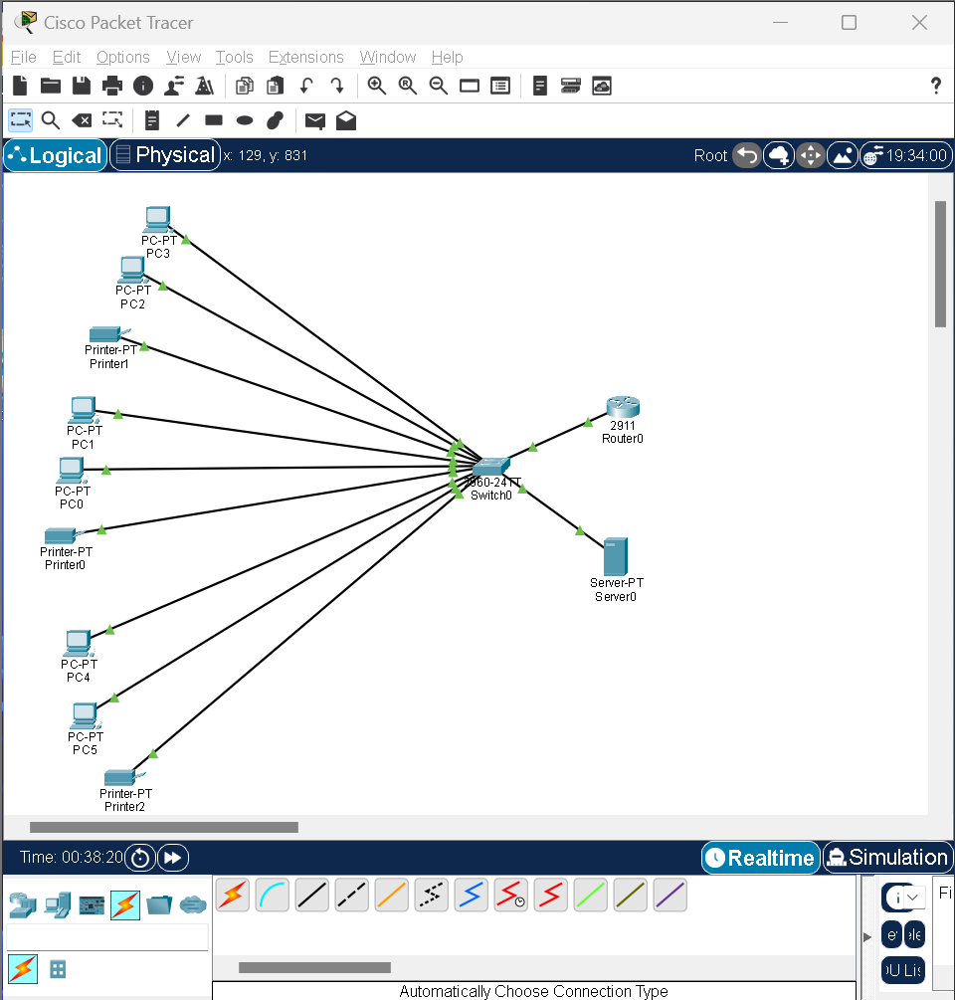 Cisco Packet Tracer
File Edit Options View Tools Extensions Window Help
?
Logical Physical x: 129, y: 831 Root 19:34:00
PC-PT
PC3
PC-PT
PC2
Printer-PT
Printer1
PC-PT
PC1
2911
Router0
PC-PT
PC0
2960-24TT
Switch0
Printer-PT
Printer0
Server-PT
Server0
PC-PT
PC4
PC-PT
PC5
Printer-PT
Printer2
Time: 00:38:20 Realtime Simulation
Fi
Automatically Choose Connection Type